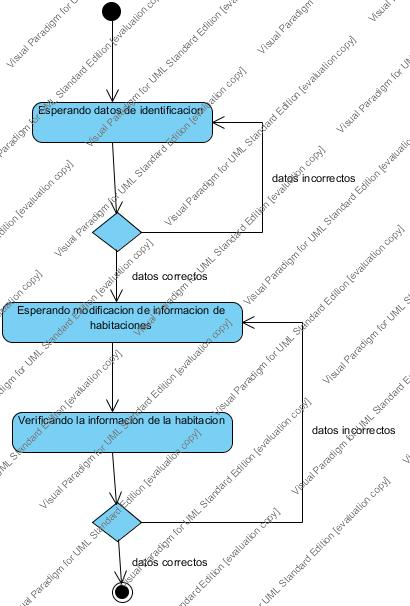 Esperando datos de identificacion
datos incorrectos
datos correctos
Esperando modificacion de informacion de
habitaciones
Verificando la informacion de la habitacion
datos incorrectos
datos correctos
Visual Paradigm for UML Standard Edition [evaluation copy]